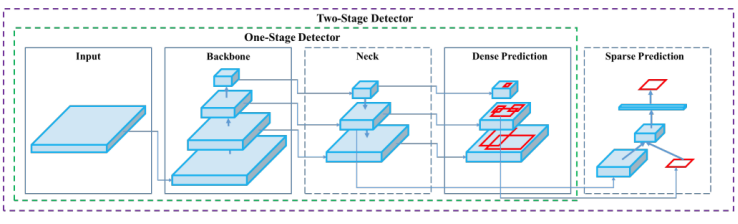 Two-Stage Detector
One-Stage Detector
Input
Backbone
Neck
Dense Prediction
Sparse Prediction